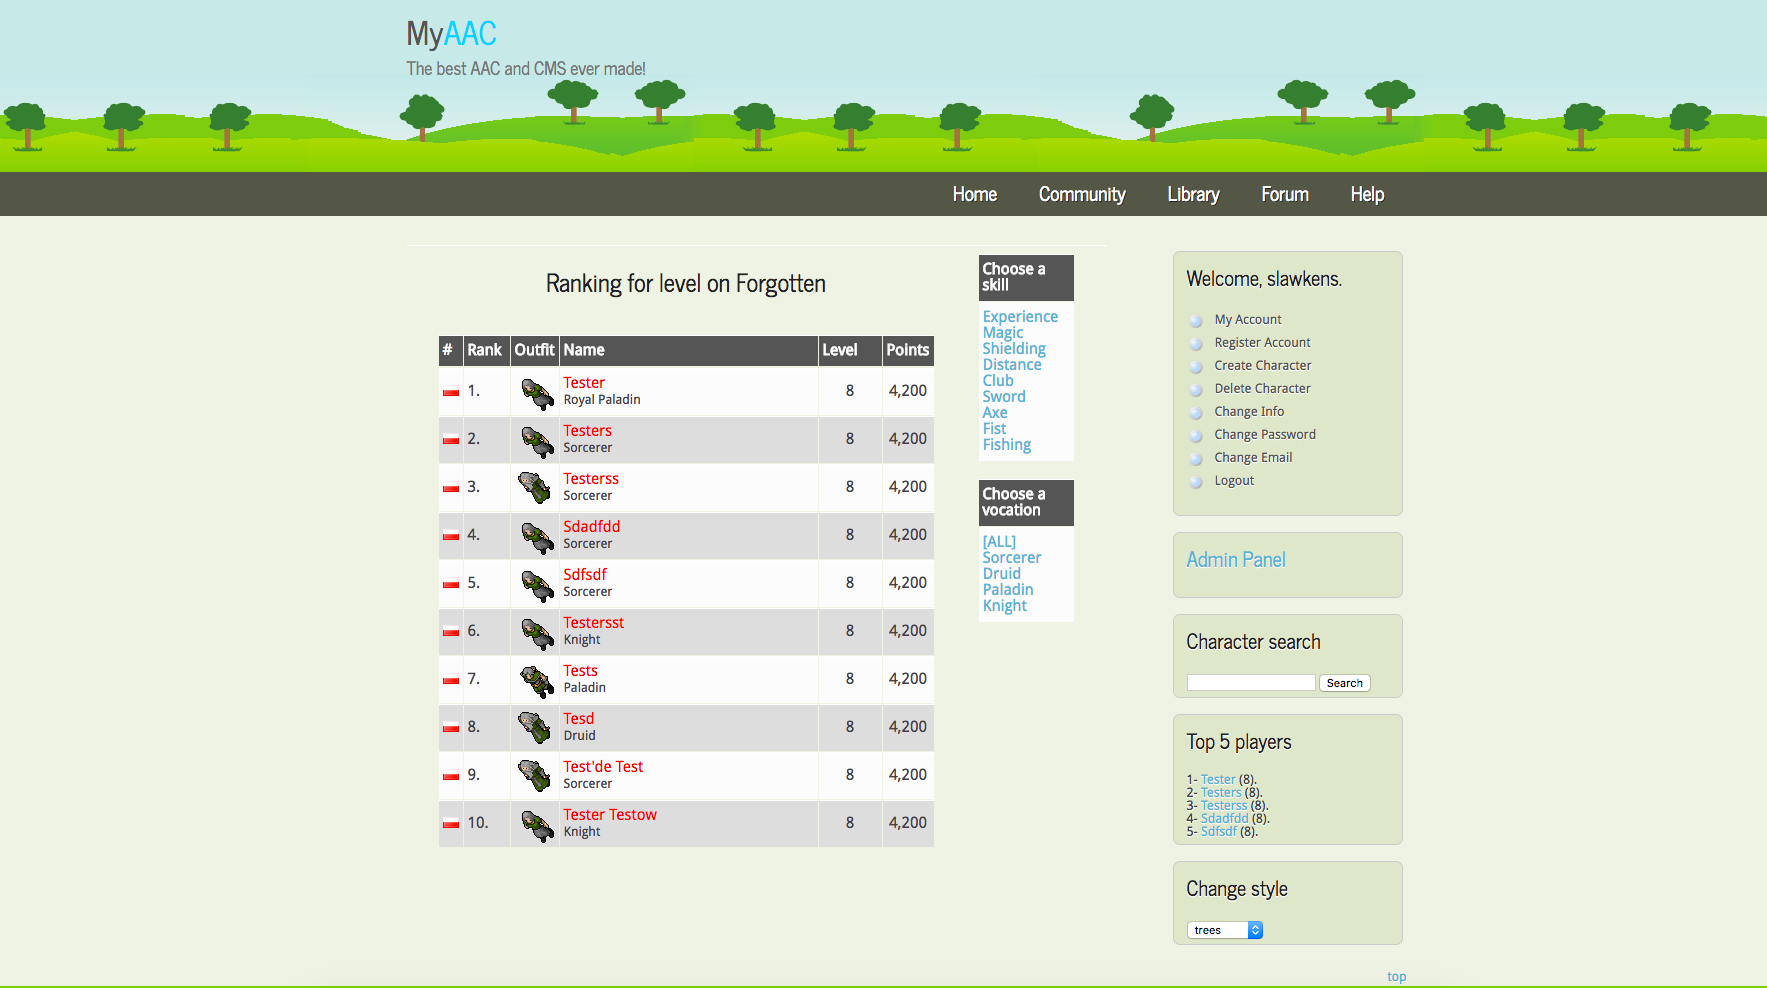 MyAAC
The best AAC and CMS ever made!
Home Community Library Forum Help
Ranking for level on Forgotten
# Rank Outfit Name Level Points
1. Tester 8 4,200
Royal Paladin
2. Testers 8 4,200
Sorcerer
3. Testerss 8 4,200
Sorcerer
4. Sdadfdd 8 4,200
Sorcerer
5. Sdfsdf 8 4,200
Sorcerer
6. Testersst 8 4,200
Knight
7. Tests 8 4,200
Paladin
8. Tesd 8 4,200
Druid
9. Test'de Test 8 4,200
Sorcerer
10. Tester Testow 8 4,200
Knight
Choose a
skill
Experience
Magic
Shielding
Distance
Club
Sword
Axe
Fist
Fishing
Choose a
vocation
[ALL]
Sorcerer
Druid
Paladin
Knight
Welcome, slawkens.
My Account
Register Account
Create Character
Delete Character
Change Info
Change Password
Change Email
Logout
Admin Panel
Character search
Search
Top 5 players
1- Tester (8).
2- Testers (8).
3- Testerss (8).
4- Sdadfdd (8).
5- Sdfsdf (8).
Change style
trees
top